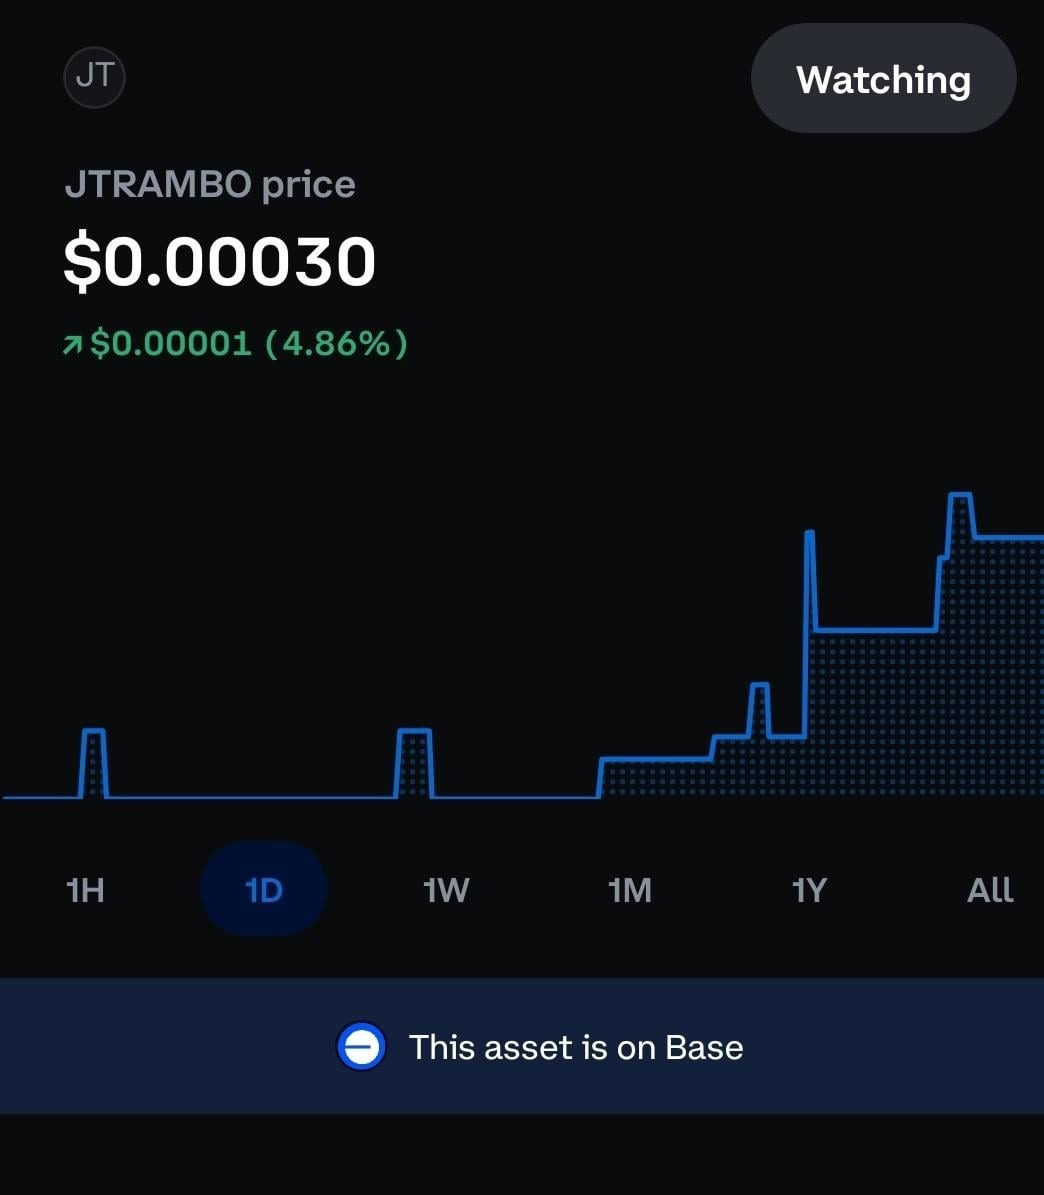 JT
Watching
JTRAMBO price
$0.00030
↗$0.00001 (4.86%)
1H 1D 1W 1M 1Y All
This asset is on Base